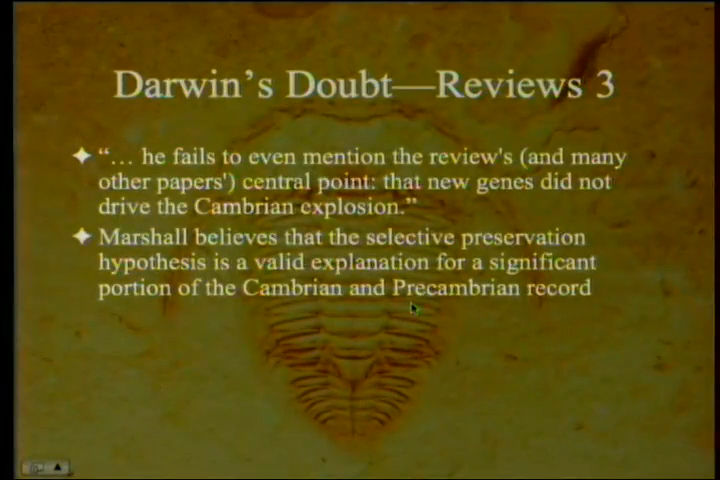 Darwin's Doubt—Reviews 3
✦ “… he fails to even mention the review's (and many
other papers') central point: that new genes did not
drive the Cambrian explosion.”
✦ Marshall believes that the selective preservation
hypothesis is a valid explanation for a significant
portion of the Cambrian and Precambrian record